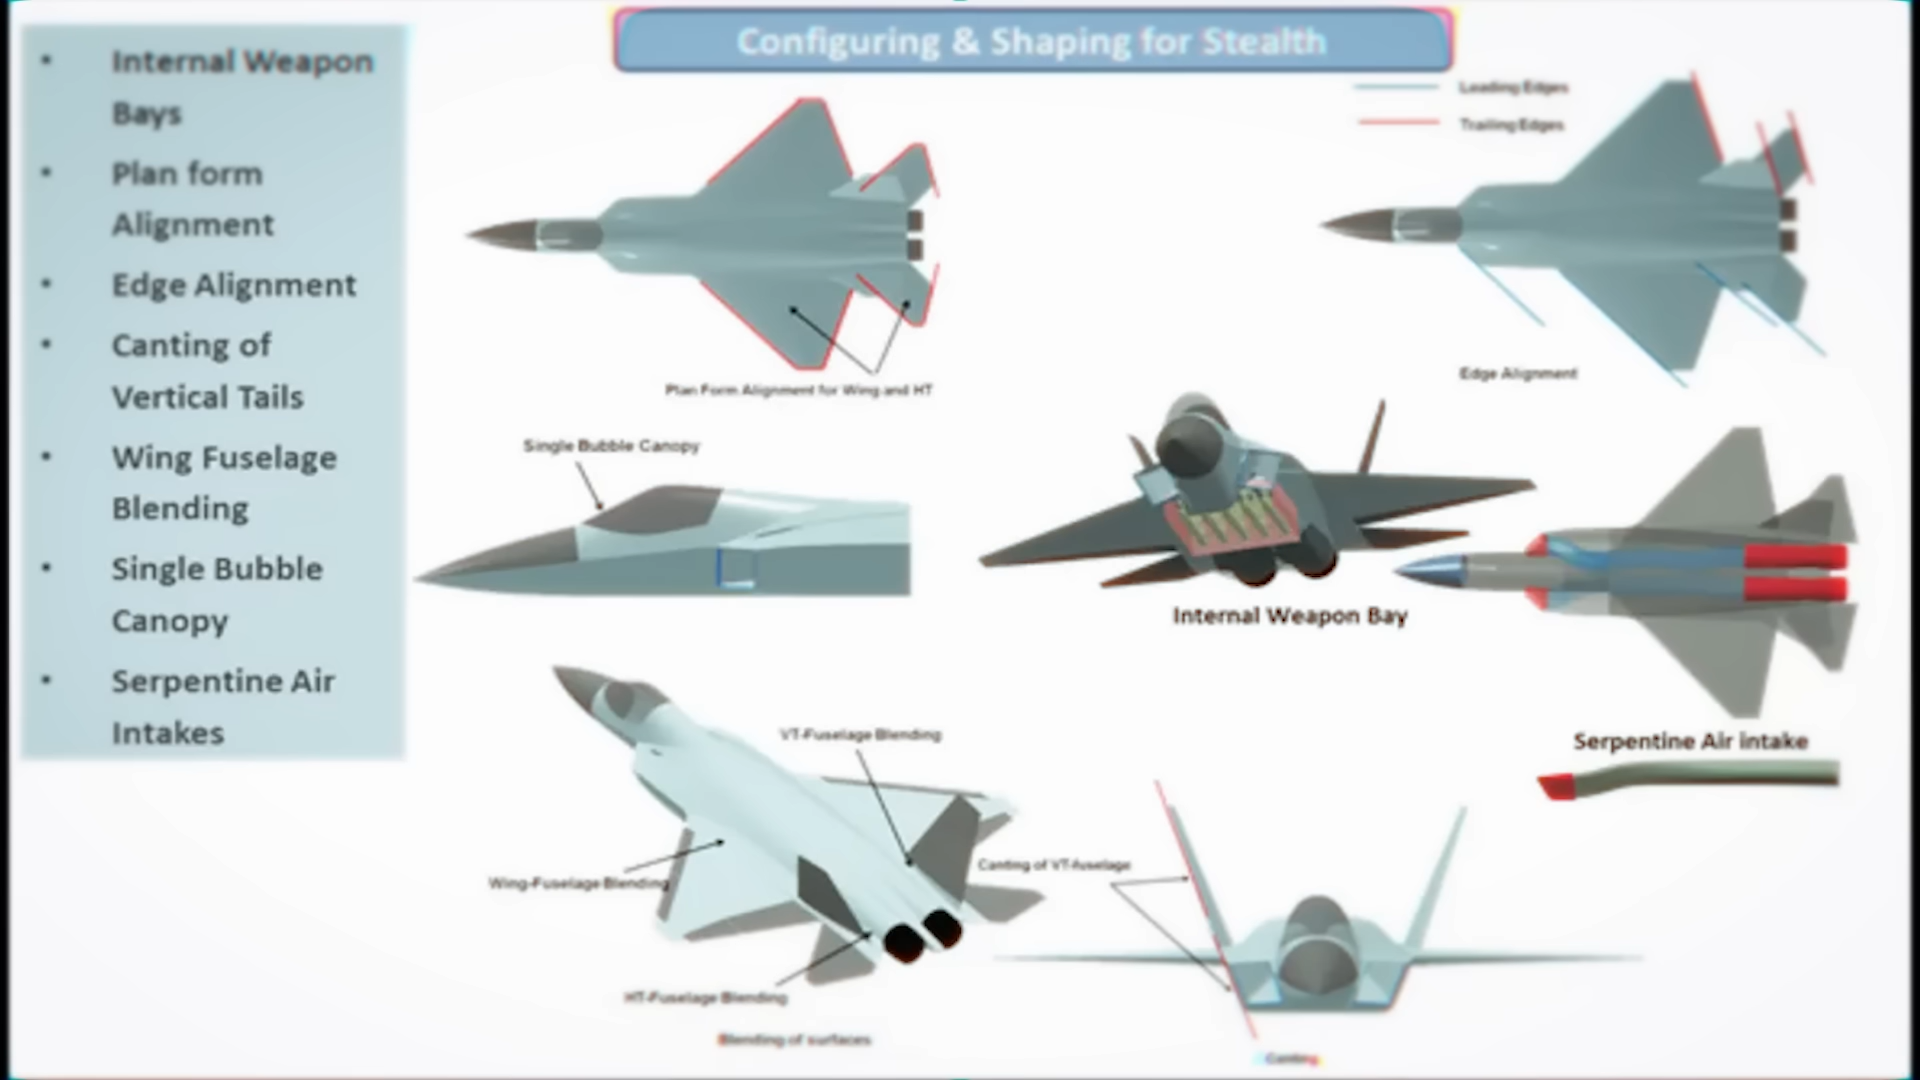 Configuring & Shaping for Stealth
• Internal Weapon
Bays
• Plan form
Alignment
• Edge Alignment
• Canting of
Vertical Tails
• Wing Fuselage
Blending
• Single Bubble
Canopy
• Serpentine Air
Intakes
Leading Edges
Trailing Edges
Plan Form Alignment for Wing and HT
Edge Alignment
Single Bubble Canopy
Internal Weapon Bay
Serpentine Air intake
VT-Fuselage Blending
Wing-Fuselage Blending
HT-Fuselage Blending
Blending of surfaces
Canting of VT-fuselage
Canting